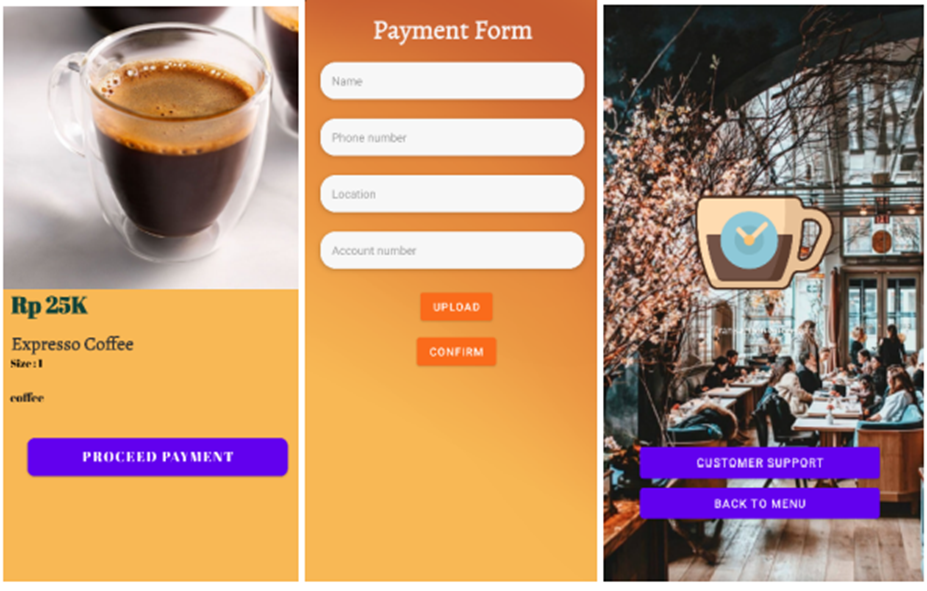 Rp 25K
Expresso Coffee
Size : 1
coffee
PROCEED PAYMENT
Payment Form
Name
Phone number
Location
Account number
UPLOAD
CONFIRM
CUSTOMER SUPPORT
BACK TO MENU